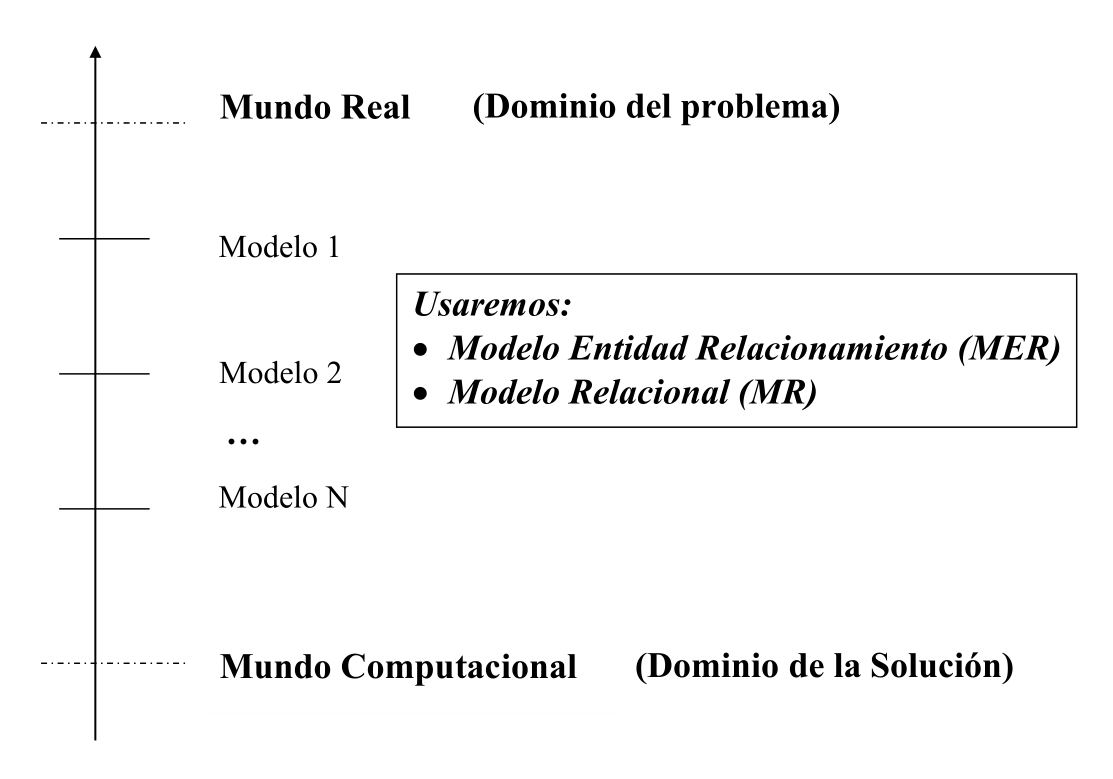 Mundo Real (Dominio del problema)
Modelo 1
Usaremos:
• Modelo Entidad Relacionamiento (MER)
• Modelo Relacional (MR)
Modelo 2
...
Modelo N
Mundo Computacional (Dominio de la Solución)